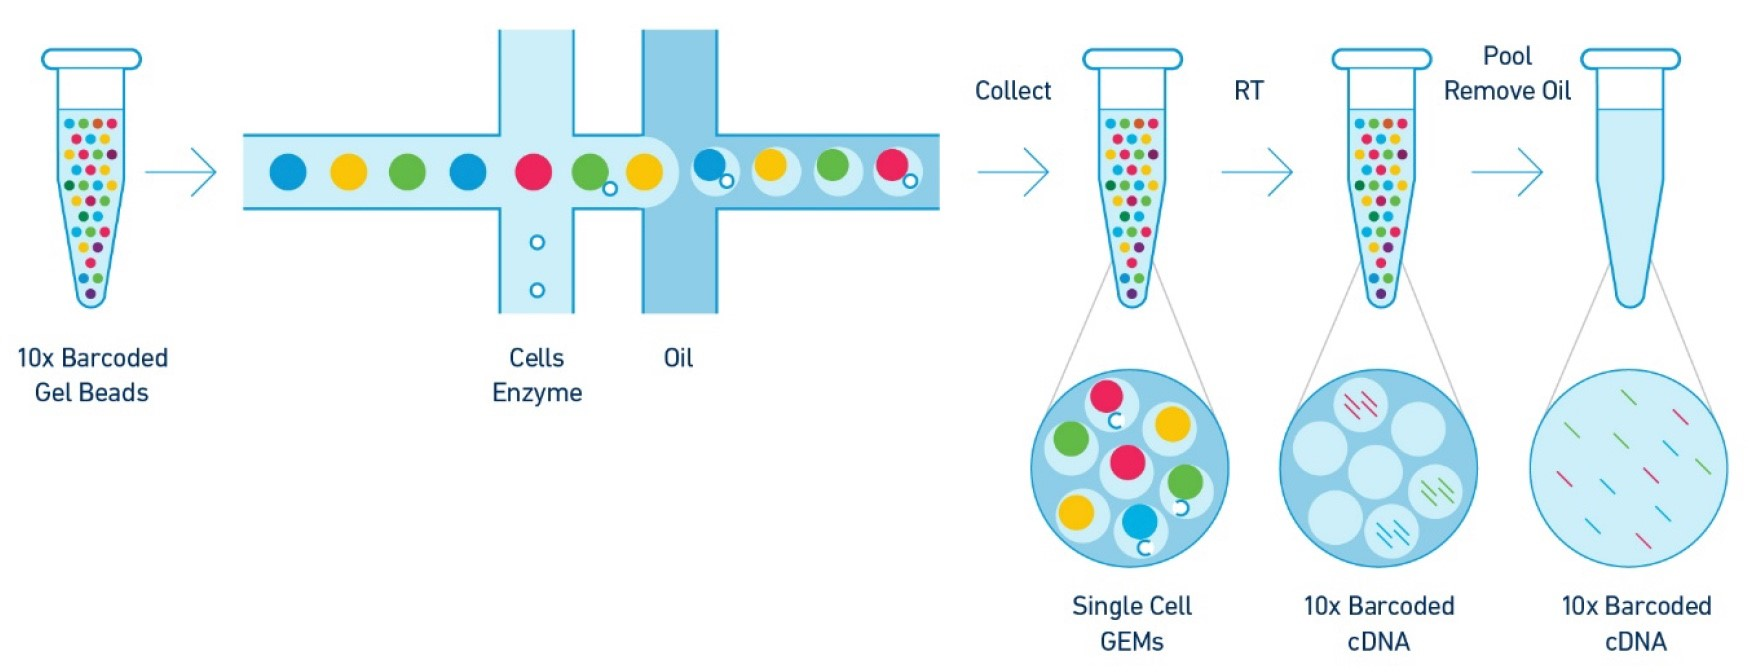 Collect
RT
Pool
Remove Oil
10x Barcoded
Gel Beads
Cells
Enzyme
Oil
Single Cell
GEMs
10x Barcoded
cDNA
10x Barcoded
cDNA